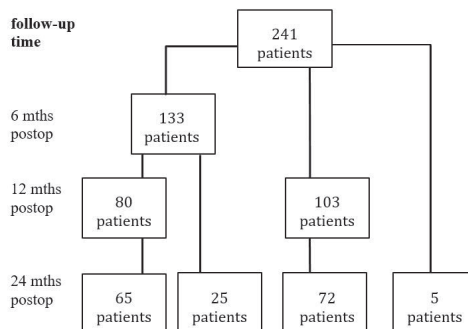 follow-up
time
241
patients
6 mths
postop
133
patients
12 mths
postop
80
patients
103
patients
24 mths
postop
65
patients
25
patients
72
patients
5
patients